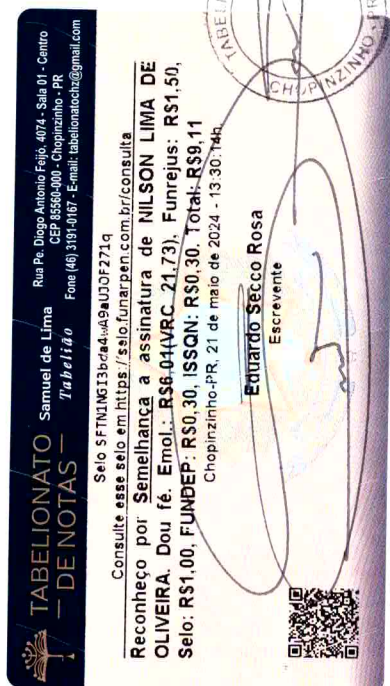 TABELIONATO
DE NOTAS
Samuel de Lima
Tabelião
Rua Pe. Diogo Antonio Feijó, 4074 - Sala 01 - Centro
CEP 85560-000 - Chopinzinho - PR
Fone (46) 3191-0167 - E-mail: tabelionatochz@gmail.com
Consulte esse selo em https://selo.funarpen.com.br/consulta
Reconheço por Semelhança a assinatura de NILSON LIMA DE
OLIVEIRA. Dou fé. Emol.: R$6,01(VRC. 21,73), Funrejus: R$1,50,
Selo: R$1,00, FUNDEP: R$0,30, ISSQN: R$0,30. Total: R$9,11
Chopinzinho-PR, 21 de maio de 2024 - 13:30:14h
Eduardo Secco Rosa
Escrevente
CHOPINZINHO - PR